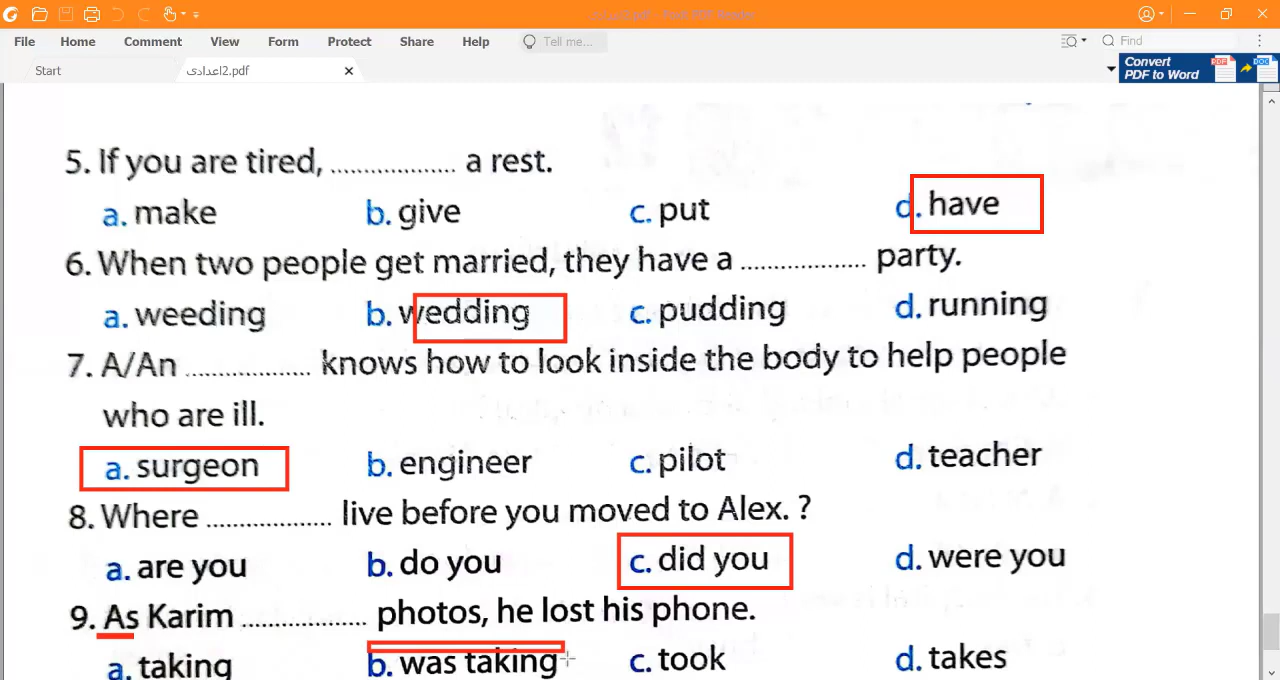 File Home Comment View Form Protect Share Help Tell me... Find
Start 2اعدادى.pdf Convert
PDF to Word
5. If you are tired, .................. a rest.
a. make b. give c. put d. have
6. When two people get married, they have a .................. party.
a. weeding b. wedding c. pudding d. running
7. A/An .................. knows how to look inside the body to help people
who are ill.
a. surgeon b. engineer c. pilot d. teacher
8. Where .................. live before you moved to Alex. ?
a. are you b. do you c. did you d. were you
9. As Karim .................. photos, he lost his phone.
a. taking b. was taking c. took d. takes